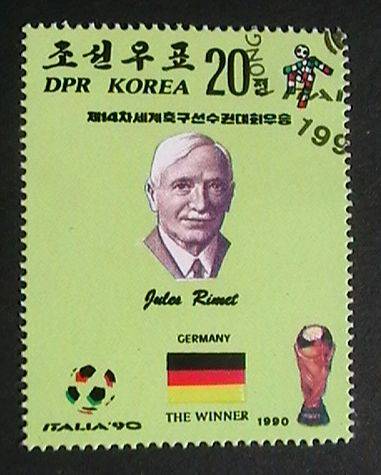 조선우표 20전
DPR KOREA
제14차세계축구선수권대회우승
199
Jules Rimet
GERMANY
THE WINNER
1990
ITALIA'90